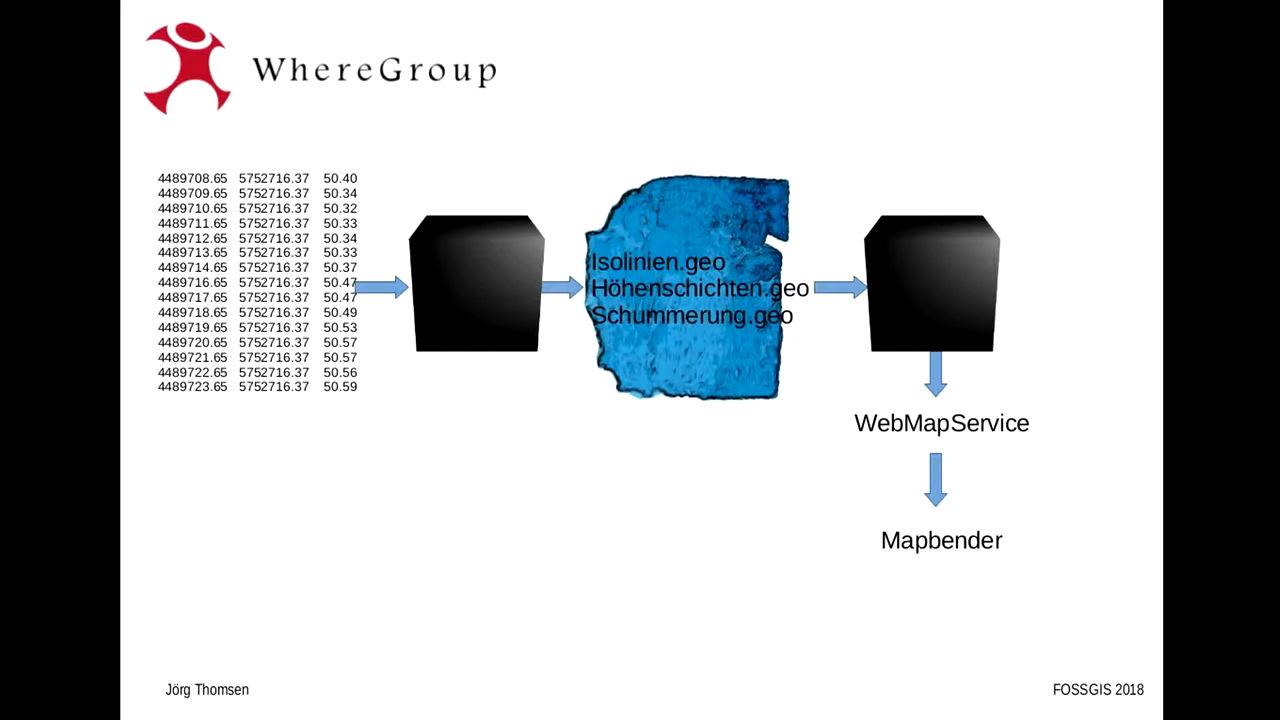 WhereGroup
4489708.65 5752716.37 50.40
4489709.65 5752716.37 50.34
4489710.65 5752716.37 50.32
4489711.65 5752716.37 50.33
4489712.65 5752716.37 50.34
4489713.65 5752716.37 50.33
4489714.65 5752716.37 50.37
4489716.65 5752716.37 50.47
4489717.65 5752716.37 50.47
4489718.65 5752716.37 50.49
4489719.65 5752716.37 50.53
4489720.65 5752716.37 50.57
4489721.65 5752716.37 50.57
4489722.65 5752716.37 50.56
4489723.65 5752716.37 50.59
Isolinien.geo
Höhenschichten.geo
Schummerung.geo
WebMapService
Mapbender
Jörg Thomsen
FOSSGIS 2018